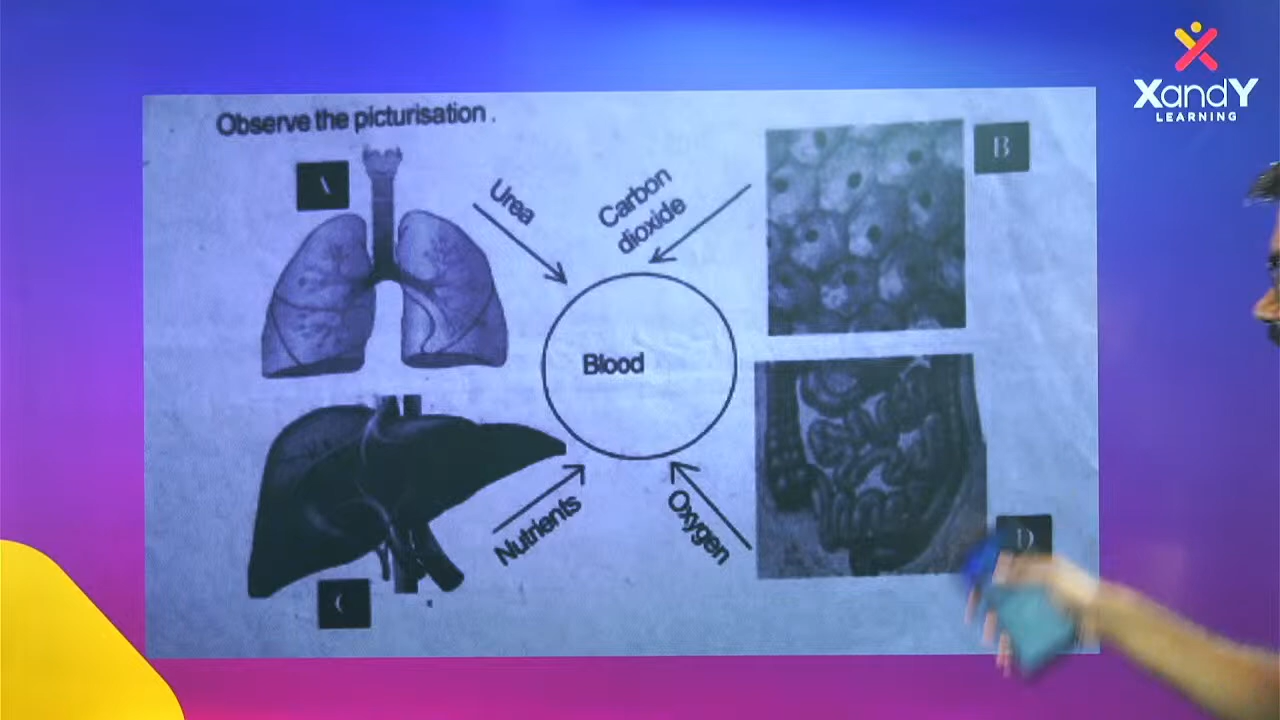 XandY
LEARNING
Observe the picturisation .
A
B
Urea
Carbon
dioxide
Blood
Nutrients
Oxygen
C
D